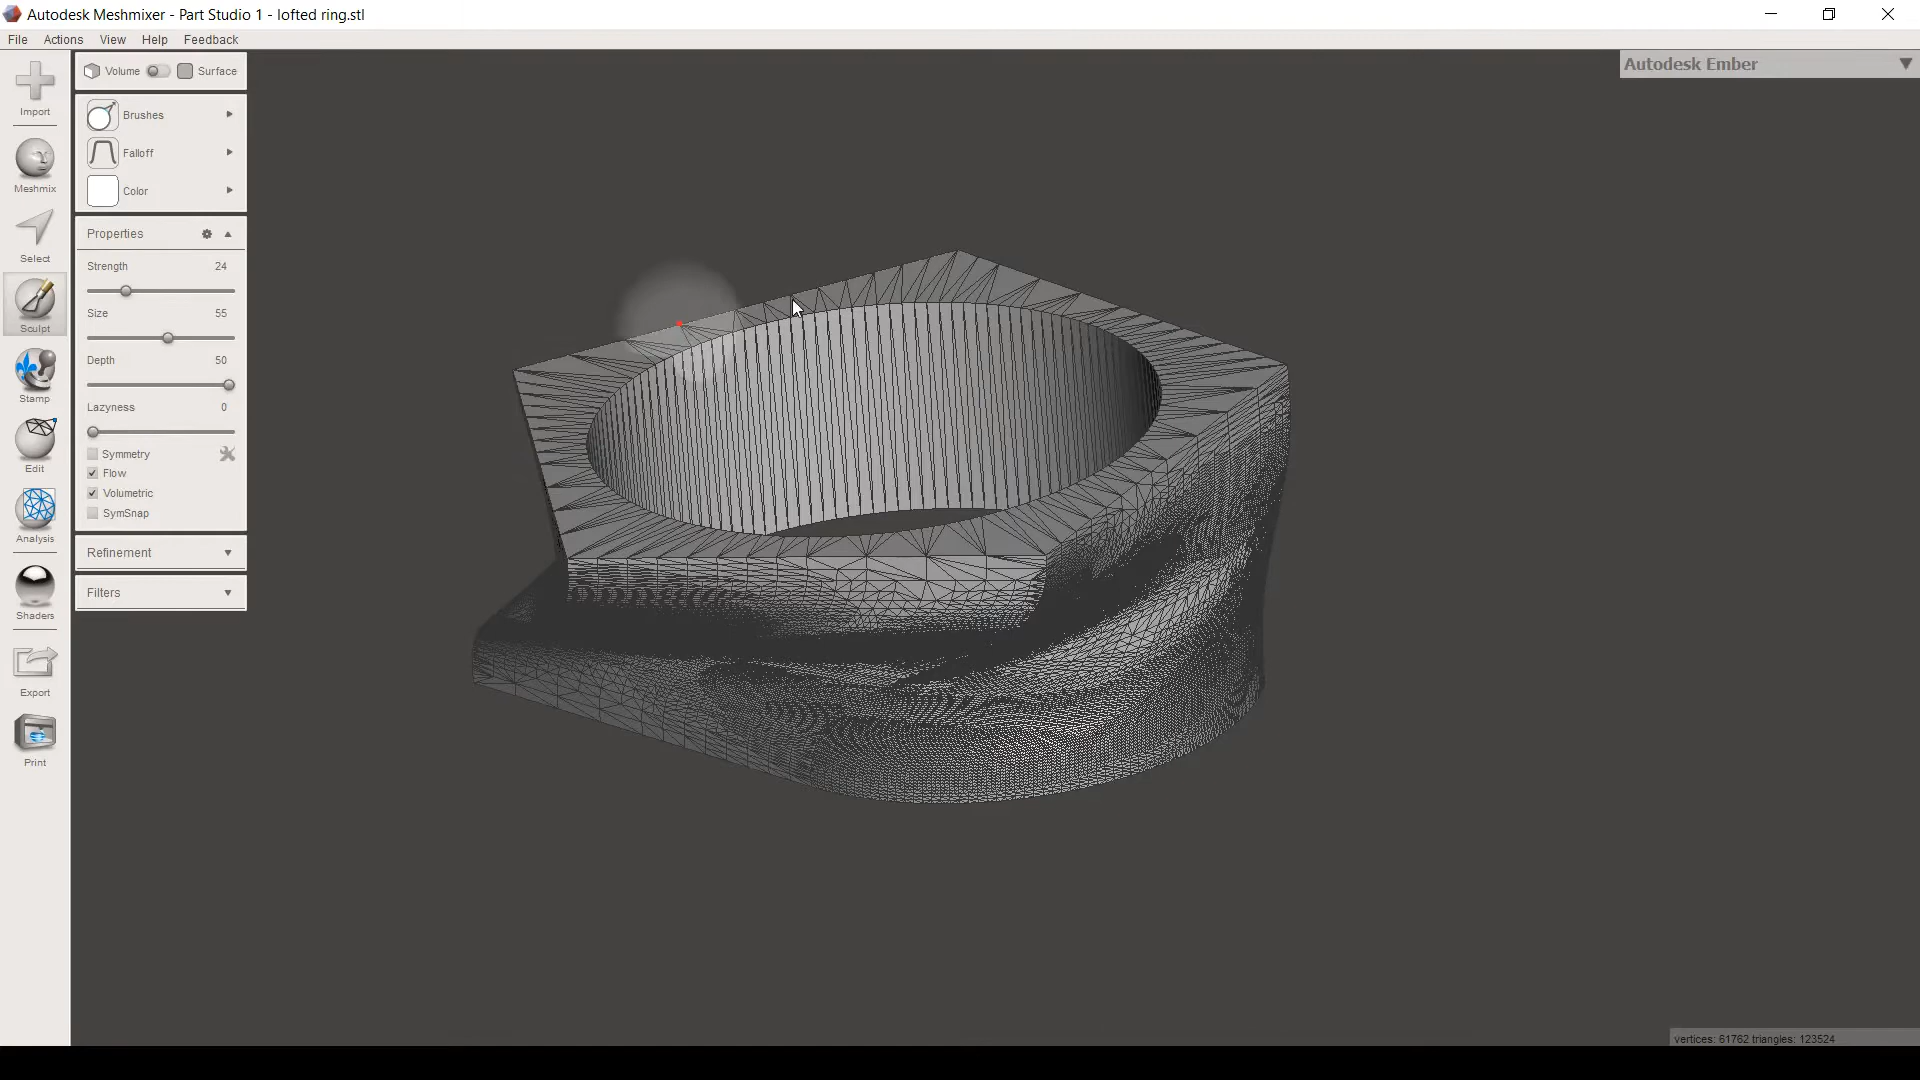 Autodesk Meshmixer - Part Studio 1 - lofted ring.stl
File Actions View Help Feedback
Import
Meshmix
Select
Sculpt
Stamp
Edit
Analysis
Shaders
Export
Print
Volume Surface
Brushes
Falloff
Color
Properties
Strength 24
Size 55
Depth 50
Lazyness 0
Symmetry
Flow
Volumetric
SymSnap
Refinement
Filters
Autodesk Ember
vertices: 61762 triangles: 123524